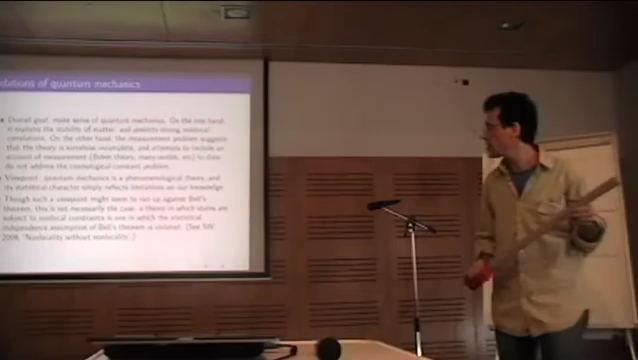 ndations of quantum mechanics
Overall goal: make sense of quantum mechanics. On the one hand,
it explains the stability of matter, and predicts strong nonlocal
correlations. On the other hand, the measurement problem suggests
that the theory is somehow incomplete, and attempts to include an
account of measurement (Bohm theory, many-worlds, etc) to date
do not address the cosmological constant problem.
Viewpoint: quantum mechanics is a phenomenological theory, and
its statistical character simply reflects limitations on our knowledge.
Though such a viewpoint might seem to run up against Bell's
theorem, this is not necessarily the case: a theory in which states are
subject to nonlocal constraints is one in which the statistical
independence assumption of Bell's theorem is violated. (See SW
2009, 'Nonlocality without nonlocality'.)